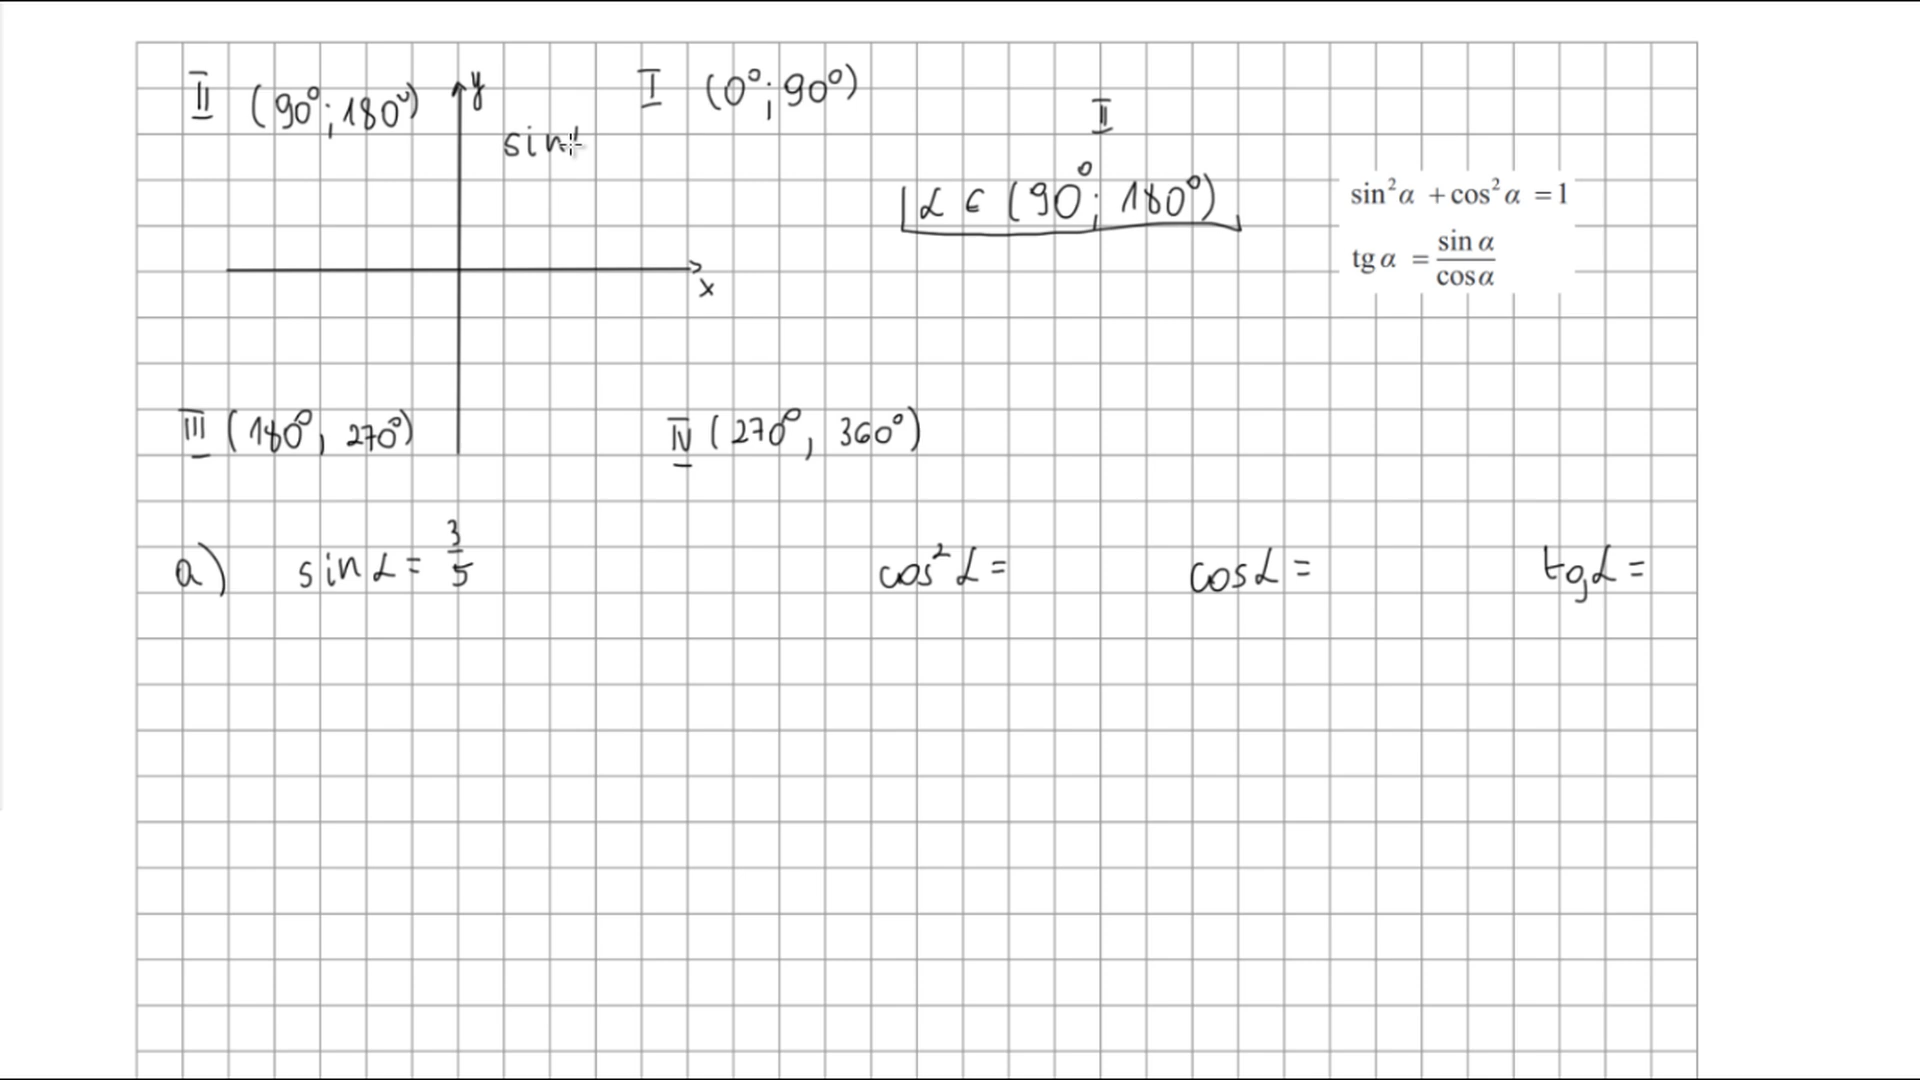 II (90°; 180°) y I (0°; 90°)
sin+
II
α ∈ (90°; 180°)
sin²α + cos²α = 1
tg α = sin α / cos α
x
III (180°, 270°) IV (270°, 360°)
a) sin α = 3/5 cos²α = cos α = tg α =